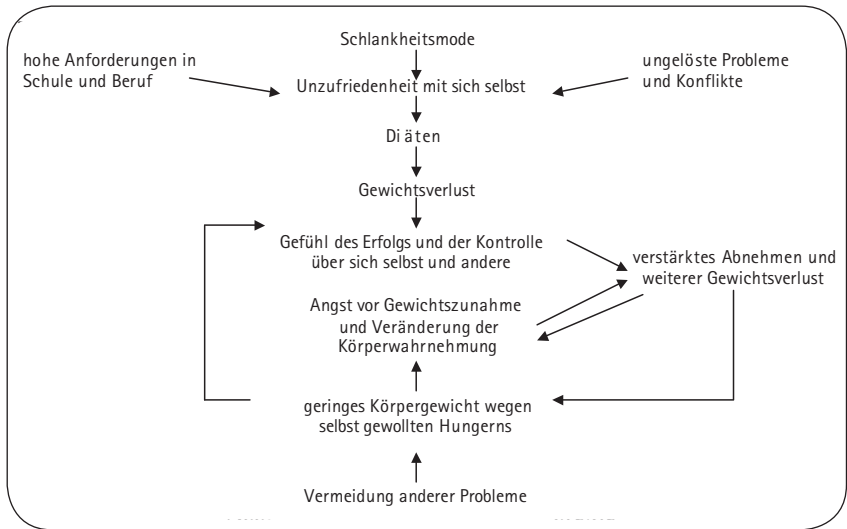 Schlankheitsmode
hohe Anforderungen in
Schule und Beruf
ungelöste Probleme
und Konflikte
Unzufriedenheit mit sich selbst
Diäten
Gewichtsverlust
Gefühl des Erfolgs und der Kontrolle
über sich selbst und andere
verstärktes Abnehmen und
weiterer Gewichtsverlust
Angst vor Gewichtszunahme
und Veränderung der
Körperwahrnehmung
geringes Körpergewicht wegen
selbst gewollten Hungerns
Vermeidung anderer Probleme